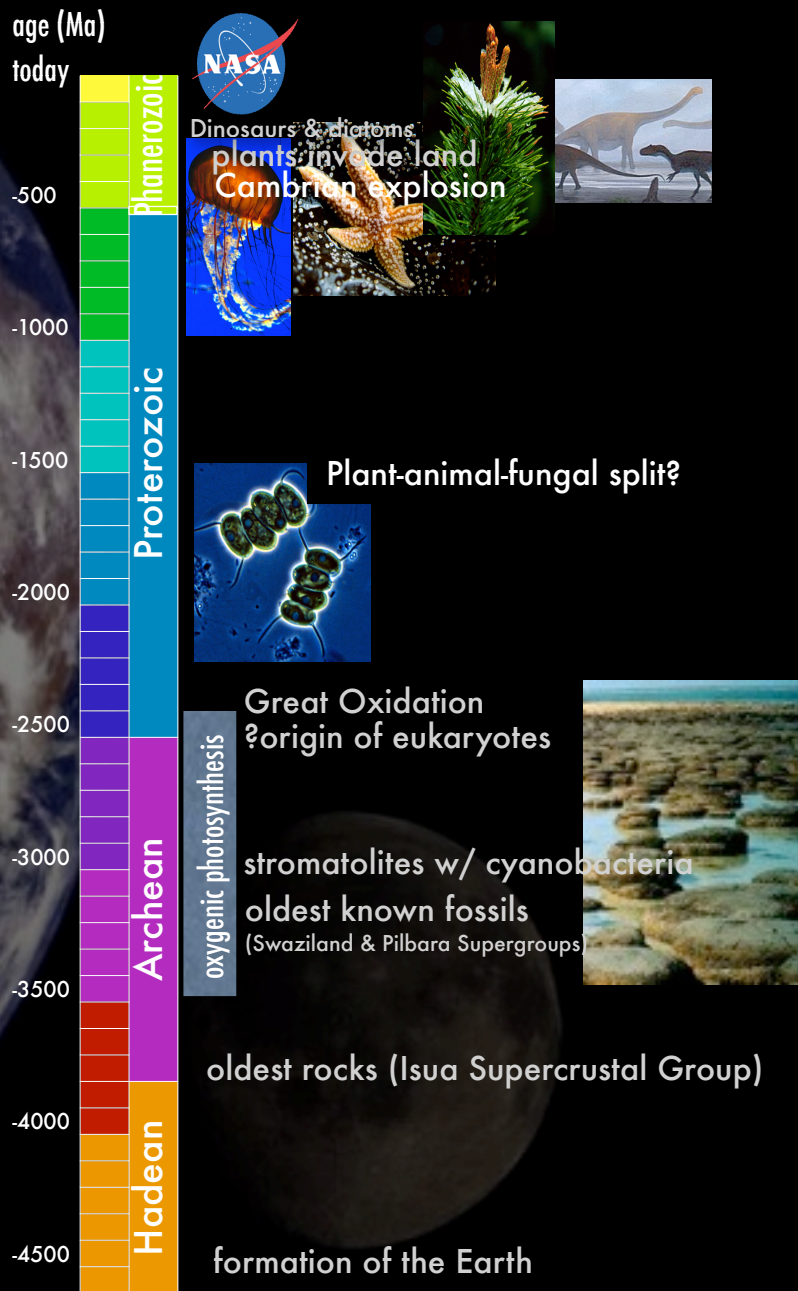 age (Ma)
today
NASA
Phanerozoic
Dinosaurs & diatoms
plants invade land
Cambrian explosion
-500
-1000
Proterozoic
-1500
Plant-animal-fungal split?
-2000
Great Oxidation
-2500
?origin of eukaryotes
oxygenic photosynthesis
Archean
-3000
stromatolites w/ cyanobacteria
oldest known fossils
(Swaziland & Pilbara Supergroups)
-3500
oldest rocks (Isua Supercrustal Group)
-4000
Hadean
-4500
formation of the Earth